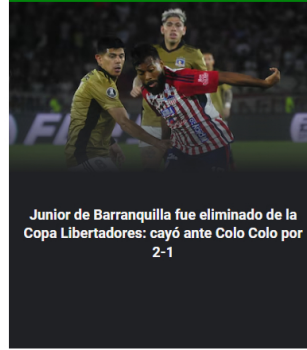 Junior de Barranquilla fue eliminado de la
Copa Libertadores: cayó ante Colo Colo por
2-1